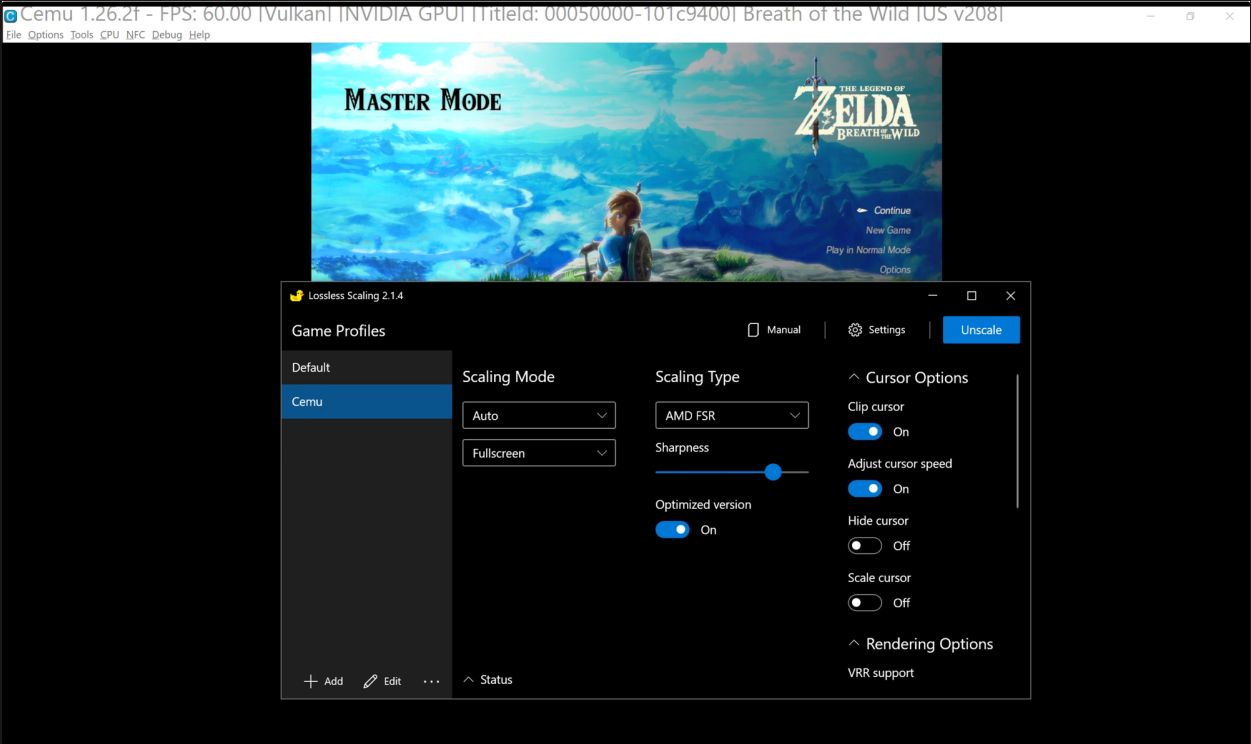 Cemu 1.26.2f - FPS: 60.00 [Vulkan] [NVIDIA GPU] [TitleId: 00050000-101c9400] Breath of the Wild [US v208]
File Options Tools CPU NFC Debug Help
MASTER MODE
THE LEGEND OF
ZELDA
BREATH OF THE WILD
Continue
New Game
Play in Normal Mode
Options
Lossless Scaling 2.1.4
Game Profiles
Manual
Settings
Unscale
Default
Cemu
Scaling Mode
Auto
Fullscreen
Scaling Type
AMD FSR
Sharpness
Optimized version
On
Cursor Options
Clip cursor
On
Adjust cursor speed
On
Hide cursor
Off
Scale cursor
Off
Rendering Options
VRR support
Add
Edit
...
Status